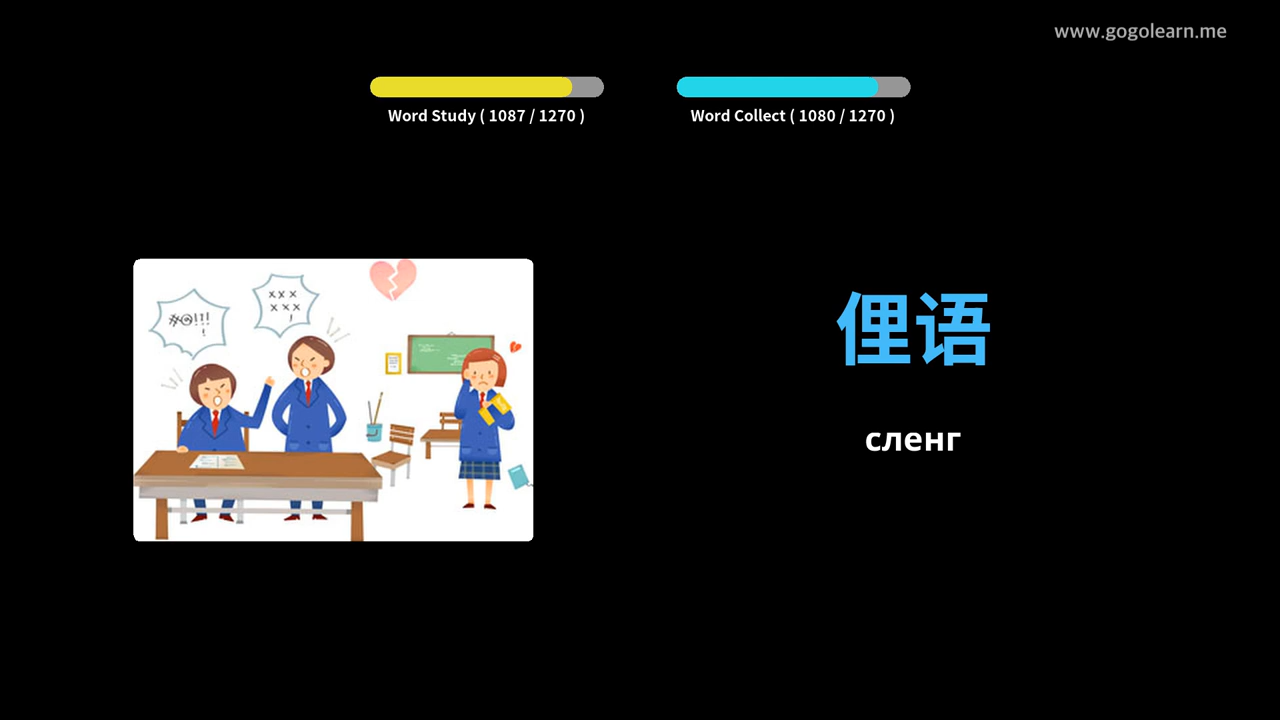 www.gogolearn.me
Word Study ( 1087 / 1270 )
Word Collect ( 1080 / 1270 )
#@!!!
!
x x x
x x x
!
俚语
сленг